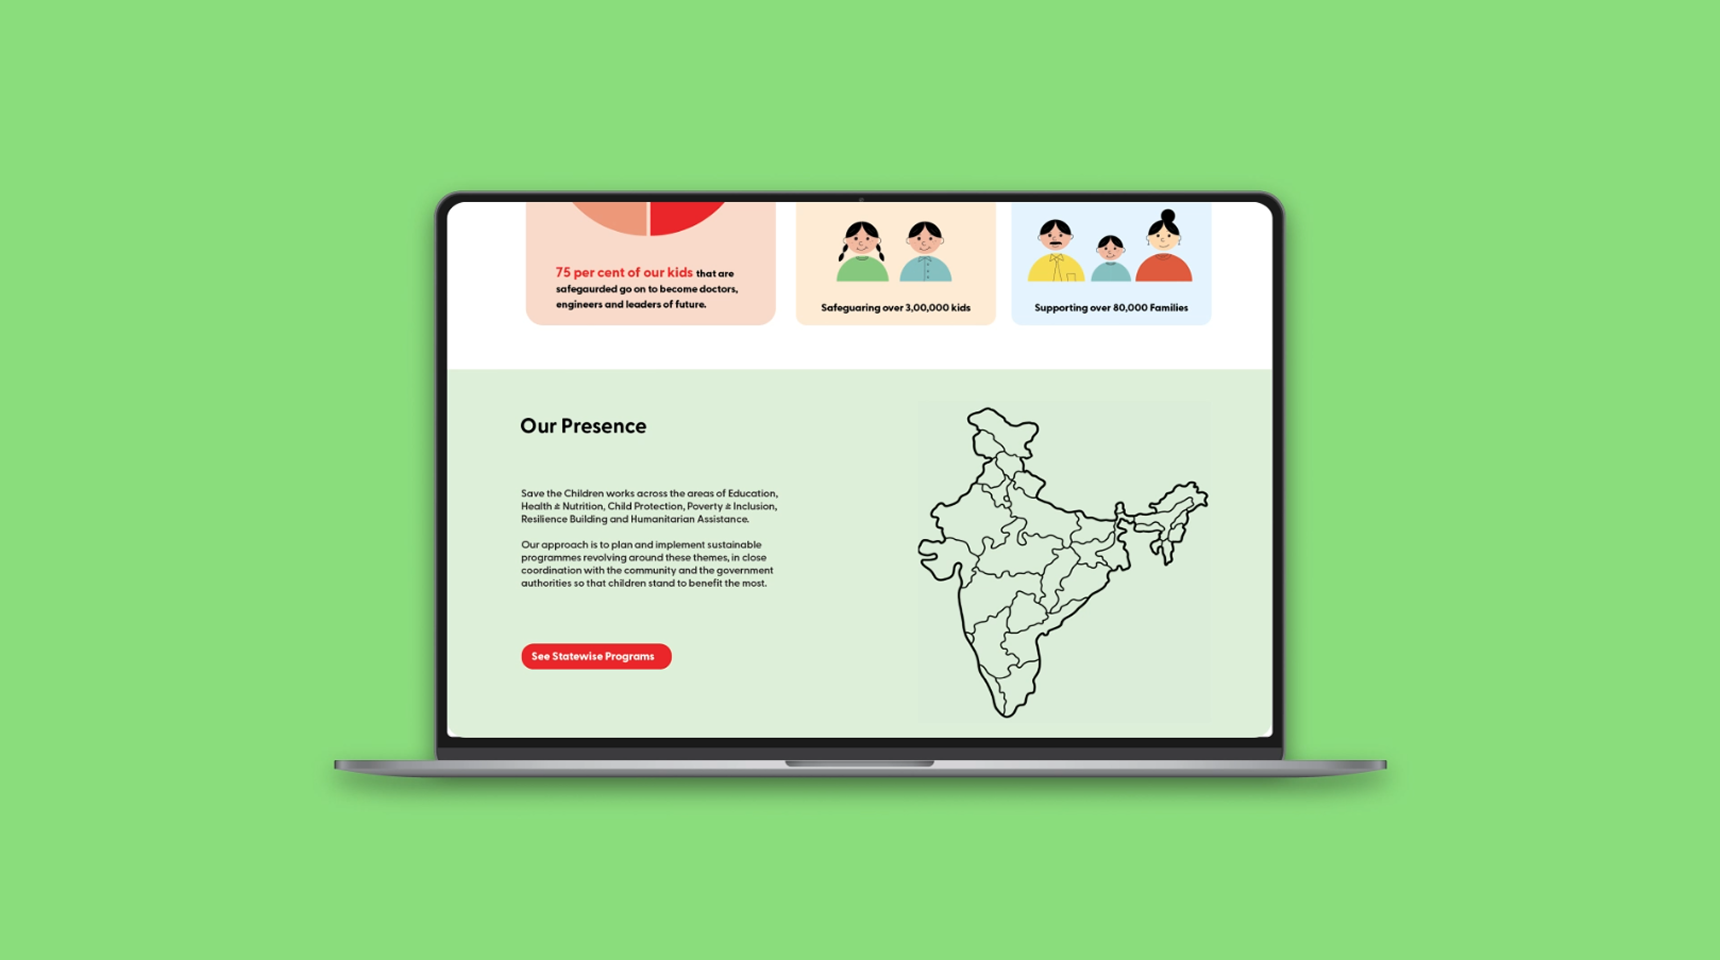 75 per cent of our kids that are
safegaurded go on to become doctors,
engineers and leaders of future.
Safeguaring over 3,00,000 kids
Supporting over 80,000 Families
Our Presence
Save the Children works across the areas of Education,
Health & Nutrition, Child Protection, Poverty & Inclusion,
Resilience Building and Humanitarian Assistance.
Our approach is to plan and implement sustainable
programmes revolving around these themes, in close
coordination with the community and the government
authorities so that children stand to benefit the most.
See Statewise Programs